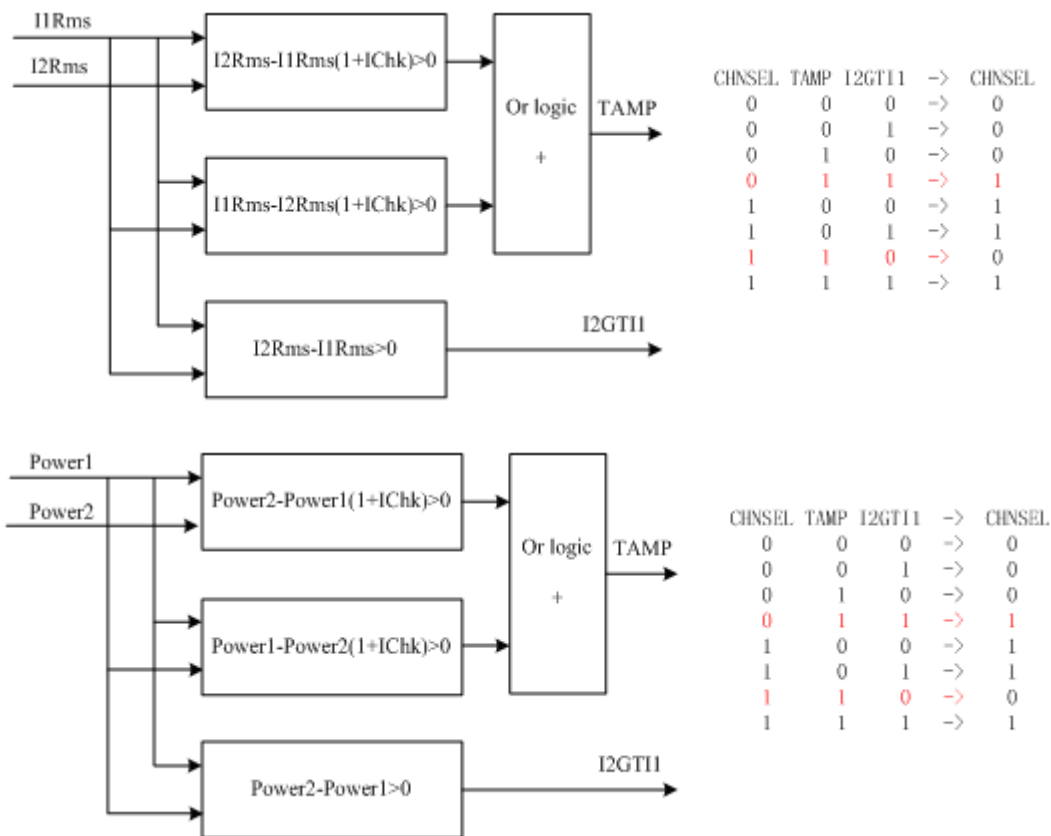 I1Rms
I2Rms
I2Rms-I1Rms(1+IChk)>0
I1Rms-I2Rms(1+IChk)>0
I2Rms-I1Rms>0
Or logic
+
TAMP
I2GTI1
CHNSEL TAMP I2GTI1 -> CHNSEL
0 0 0 -> 0
0 0 1 -> 0
0 1 0 -> 0
0 1 1 -> 1
1 0 0 -> 1
1 0 1 -> 1
1 1 0 -> 0
1 1 1 -> 1
Power1
Power2
Power2-Power1(1+IChk)>0
Power1-Power2(1+IChk)>0
Power2-Power1>0
Or logic
+
TAMP
I2GTI1
CHNSEL TAMP I2GTI1 -> CHNSEL
0 0 0 -> 0
0 0 1 -> 0
0 1 0 -> 0
0 1 1 -> 1
1 0 0 -> 1
1 0 1 -> 1
1 1 0 -> 0
1 1 1 -> 1